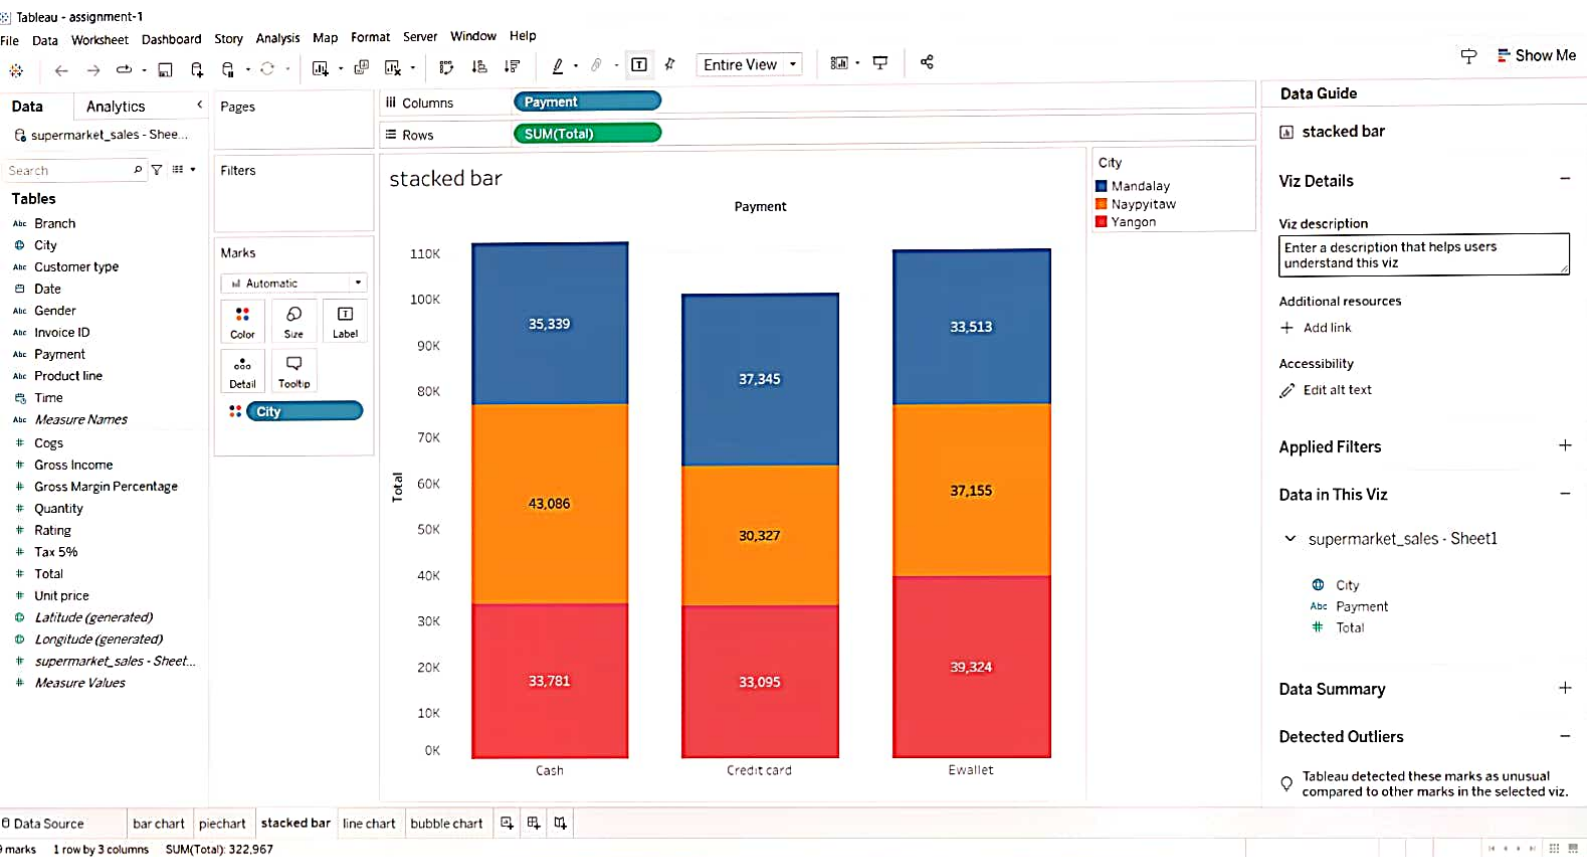 Tableau - assignment-1
File Data Worksheet Dashboard Story Analysis Map Format Server Window Help
Entire View
Show Me
Data Analytics
supermarket_sales - Shee...
Search
Tables
Abc Branch
City
Abc Customer type
Date
Abc Gender
Abc Invoice ID
Abc Payment
Abc Product line
Time
Abc Measure Names
# Cogs
# Gross Income
# Gross Margin Percentage
# Quantity
# Rating
# Tax 5%
# Total
# Unit price
Latitude (generated)
Longitude (generated)
# supermarket_sales - Sheet...
# Measure Values
Pages
Filters
Marks
Automatic
Color Size Label
Detail Tooltip
City
Columns Payment
Rows SUM(Total)
stacked bar
Payment
Total
110K
100K
90K
80K
70K
60K
50K
40K
30K
20K
10K
0K
35,339
43,086
33,781
37,345
30,327
33,095
33,513
37,155
39,324
Cash Credit card Ewallet
City
Mandalay
Naypyitaw
Yangon
Data Guide
stacked bar
Viz Details
Viz description
Enter a description that helps users
understand this viz
Additional resources
Add link
Accessibility
Edit alt text
Applied Filters
Data in This Viz
supermarket_sales - Sheet1
City
Abc Payment
# Total
Data Summary
Detected Outliers
Tableau detected these marks as unusual
compared to other marks in the selected viz.
Data Source bar chart piechart stacked bar line chart bubble chart
9 marks 1 row by 3 columns SUM(Total): 322,967